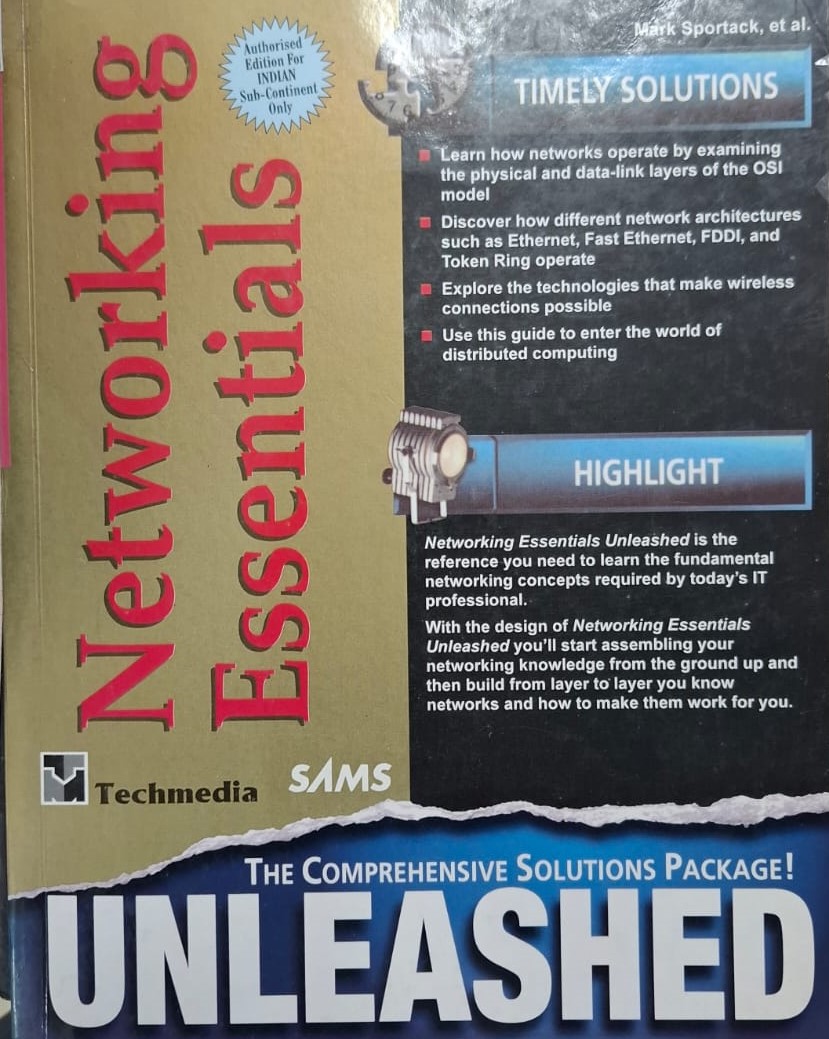 Networking
Essentials
Authorised
Edition For
INDIAN
Sub-Continent
Only
Mark Sportack, et al.
TIMELY SOLUTIONS
Learn how networks operate by examining
the physical and data-link layers of the OSI
model
Discover how different network architectures
such as Ethernet, Fast Ethernet, FDDI, and
Token Ring operate
Explore the technologies that make wireless
connections possible
Use this guide to enter the world of
distributed computing
HIGHLIGHT
Networking Essentials Unleashed is the
reference you need to learn the fundamental
networking concepts required by today's IT
professional.
With the design of Networking Essentials
Unleashed you'll start assembling your
networking knowledge from the ground up and
then build from layer to layer you know
networks and how to make them work for you.
Techmedia
SAMS
THE COMPREHENSIVE SOLUTIONS PACKAGE!
UNLEASHED